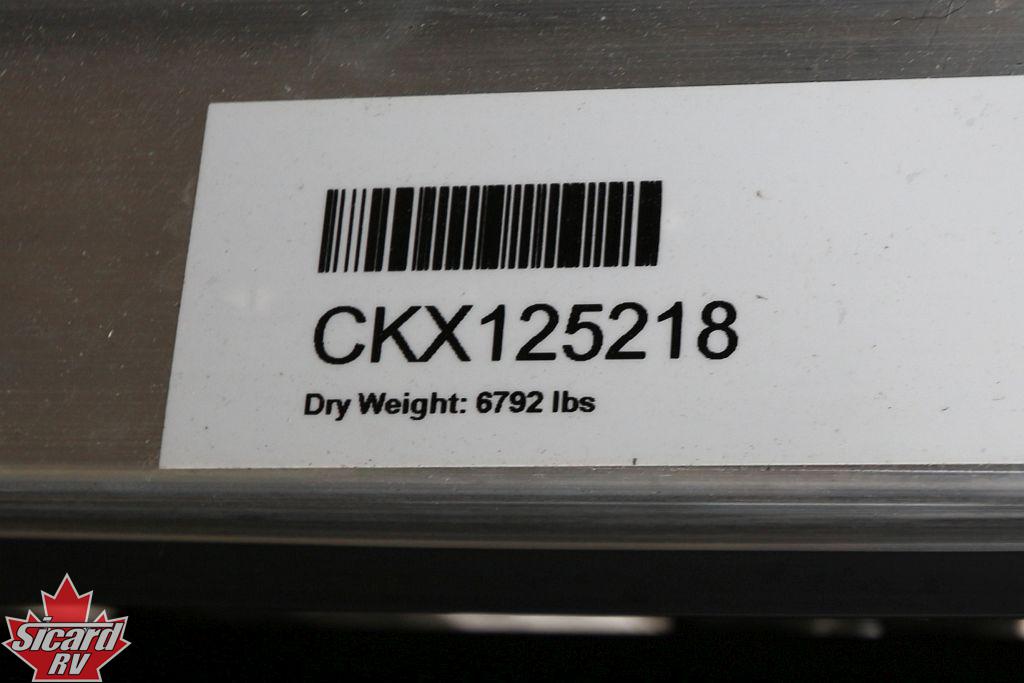 CKX125218
Dry Weight: 6792 lbs
Sicard
RV